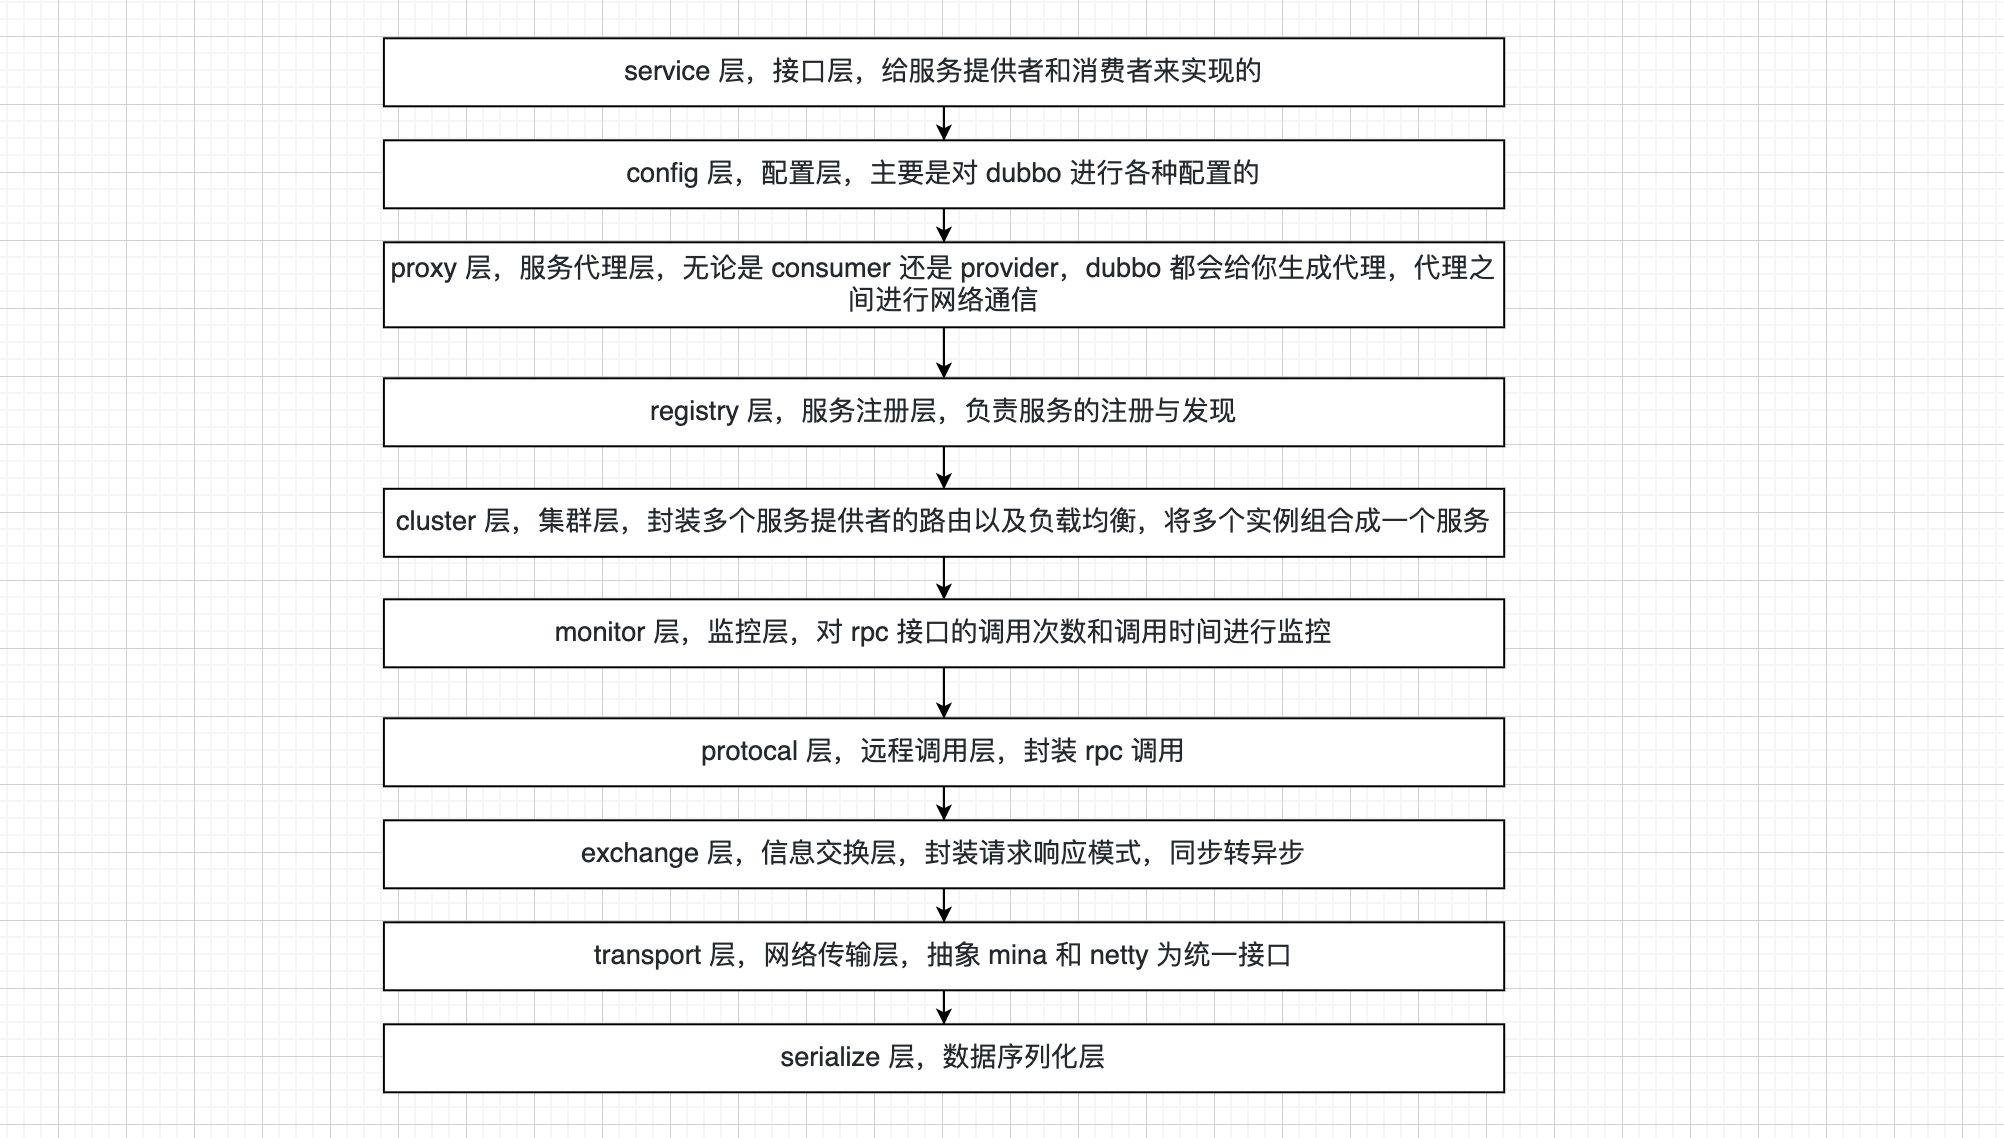 service 层，接口层，给服务提供者和消费者来实现的
config 层，配置层，主要是对 dubbo 进行各种配置的
proxy 层，服务代理层，无论是 consumer 还是 provider，dubbo 都会给你生成代理，代理之
间进行网络通信
registry 层，服务注册层，负责服务的注册与发现
cluster 层，集群层，封装多个服务提供者的路由以及负载均衡，将多个实例组合成一个服务
monitor 层，监控层，对 rpc 接口的调用次数和调用时间进行监控
protocal 层，远程调用层，封装 rpc 调用
exchange 层，信息交换层，封装请求响应模式，同步转异步
transport 层，网络传输层，抽象 mina 和 netty 为统一接口
serialize 层，数据序列化层